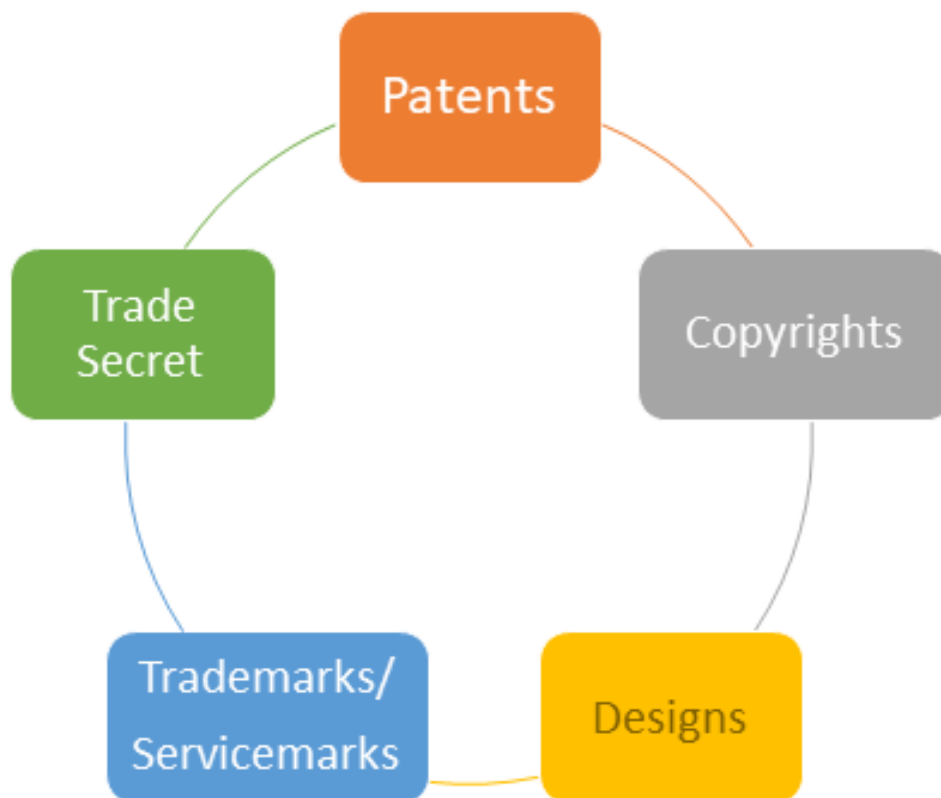 Patents
Copyrights
Designs
Trademarks/
Servicemarks
Trade
Secret